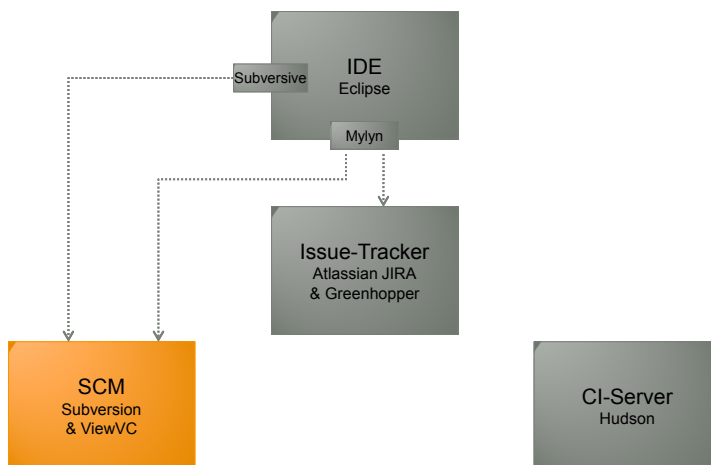 IDE
Eclipse
Subversive
Mylyn
Issue-Tracker
Atlassian JIRA
& Greenhopper
SCM
Subversion
& ViewVC
CI-Server
Hudson